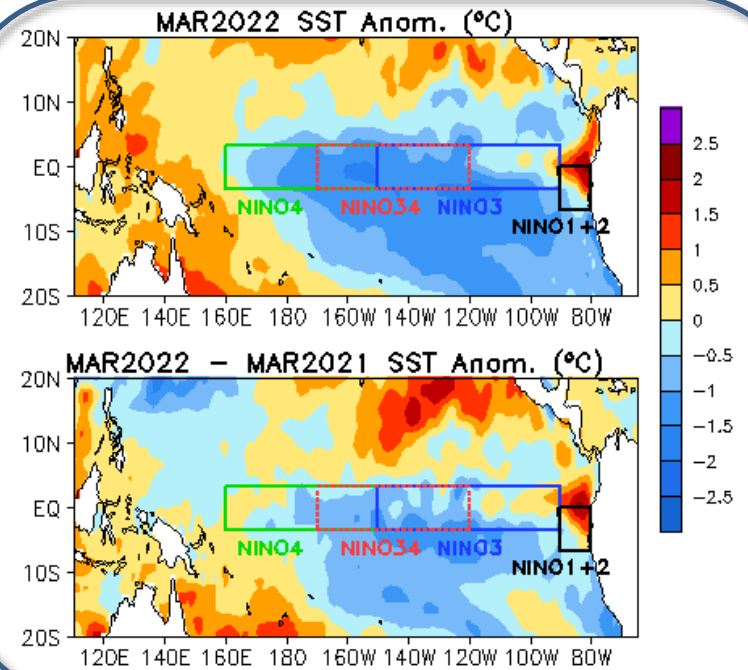 MAR2022 SST Anom. (ºC)
20N
10N
EQ
10S
20S
NINO4 NINO34 NINO3
NINO1+2
120E 140E 160E 180 160W 140W 120W 100W 80W
MAR2022 – MAR2021 SST Anom. (ºC)
20N
10N
EQ
10S
20S
NINO4 NINO34 NINO3
NINO1+2
120E 140E 160E 180 160W 140W 120W 100W 80W
2.5
2
1.5
1
0.5
0
−0.5
−1
−1.5
−2
−2.5